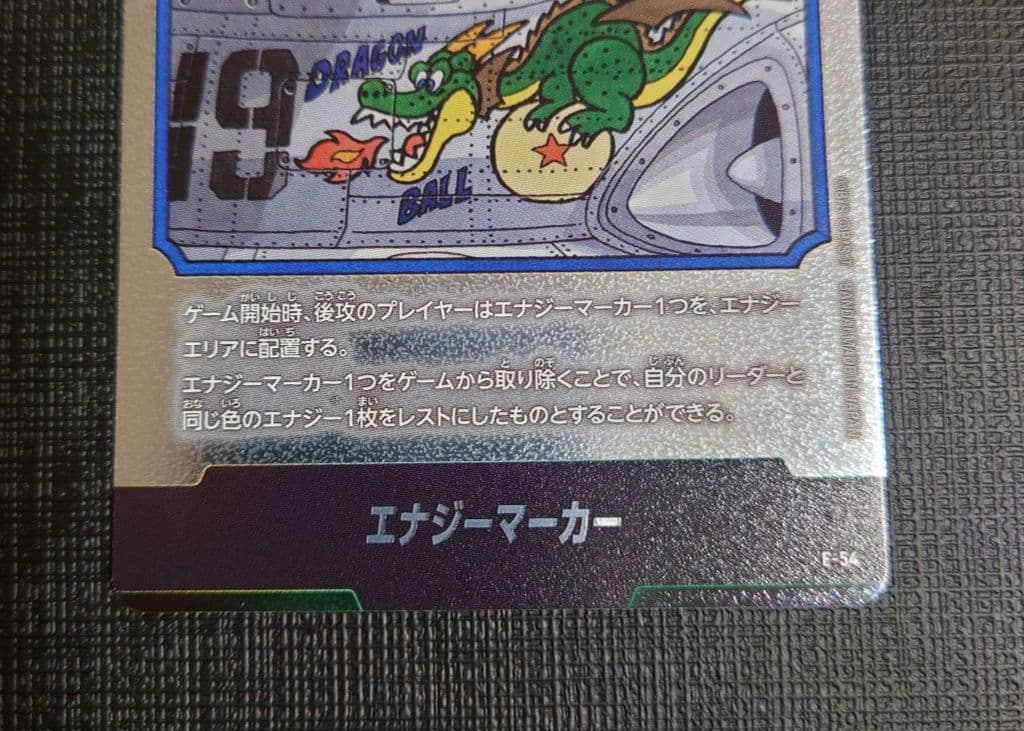 19
DRAGON
BALL
ゲーム開始時、後攻のプレイヤーはエナジーマーカー1つを、エナジー
エリアに配置する。
エナジーマーカー1つをゲームから取り除くことで、自分のリーダーと
同じ色のエナジー1枚をレストにしたものとすることができる。
エナジーマーカー
E-54